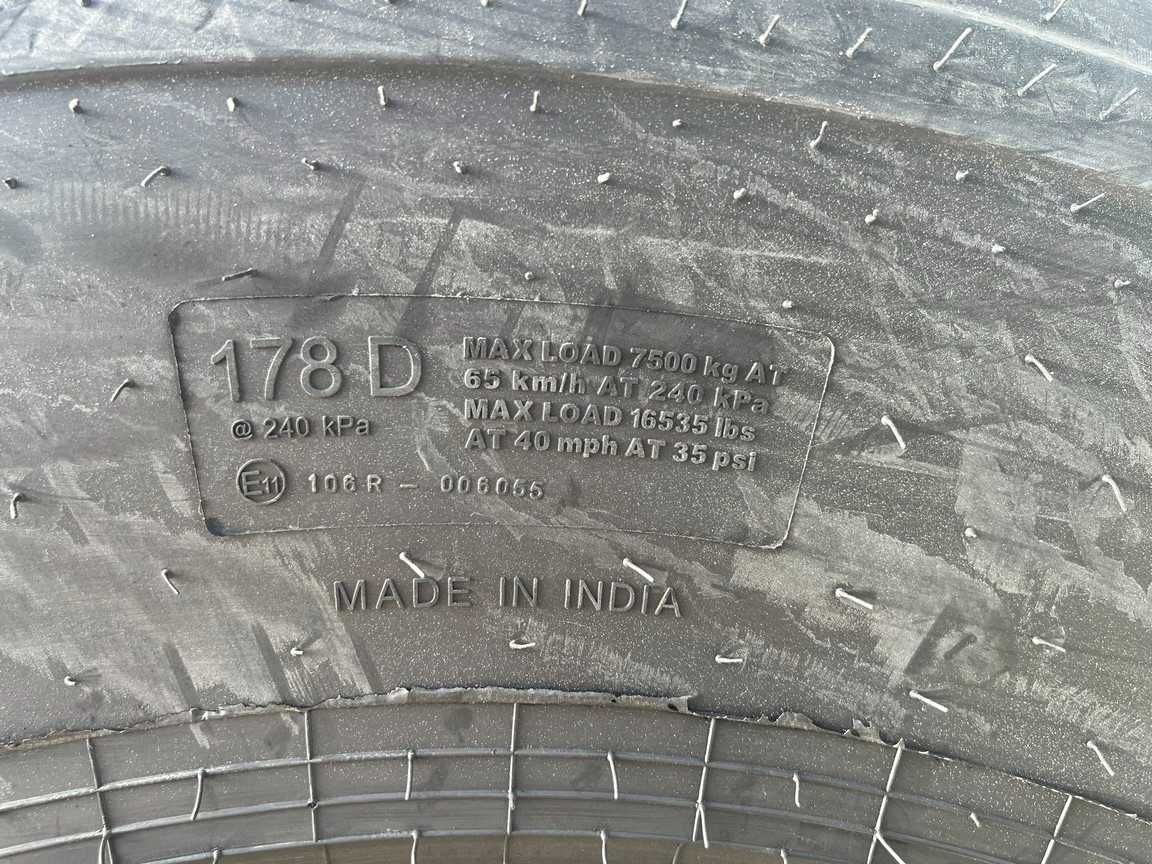 178 D
@ 240 kPa
MAX LOAD 7500 kg AT
65 km/h AT 240 kPa
MAX LOAD 16535 lbs
AT 40 mph AT 35 psi
E11 106 R - 006055
MADE IN INDIA